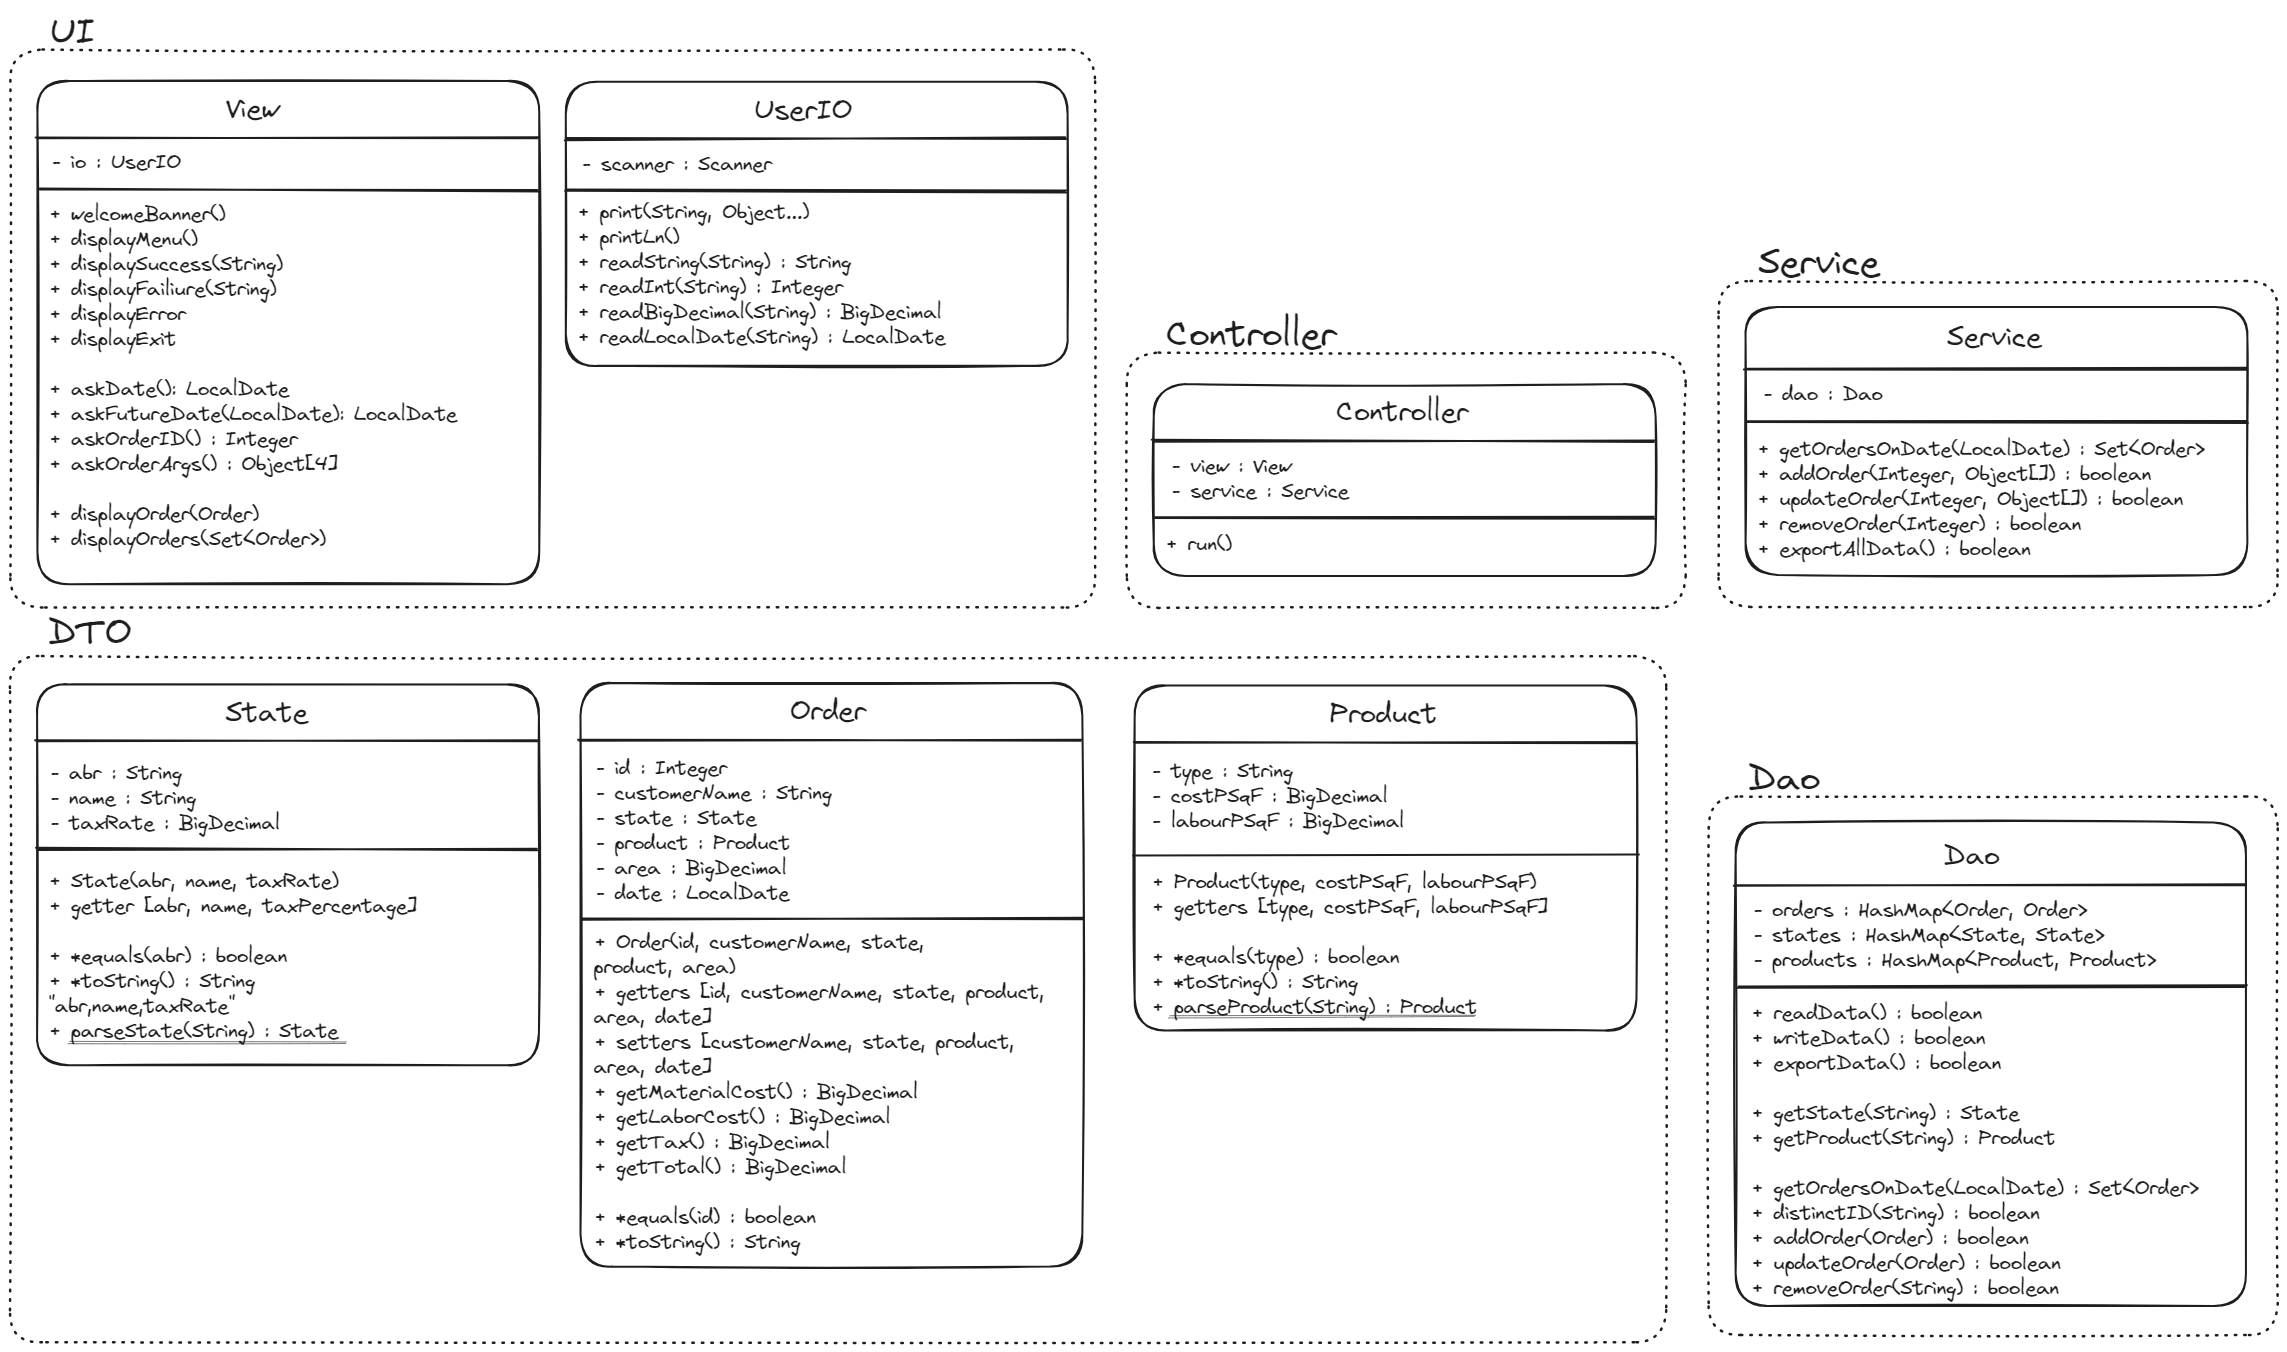 UI
View
- io : UserIO
+ welcomeBanner()
+ displayMenu()
+ displaySuccess(String)
+ displayFailiure(String)
+ displayError
+ displayExit
+ askDate(): LocalDate
+ askFutureDate(LocalDate): LocalDate
+ askOrderID() : Integer
+ askOrderArgs() : Object[4]
+ displayOrder(Order)
+ displayOrders(Set<Order>)
UserIO
- scanner : Scanner
+ print(String, Object...)
+ printLn()
+ readString(String) : String
+ readInt(String) : Integer
+ readBigDecimal(String) : BigDecimal
+ readLocalDate(String) : LocalDate
Controller
Controller
- view : View
- service : Service
+ run()
Service
Service
- dao : Dao
+ getOrdersOnDate(LocalDate) : Set<Order>
+ addOrder(Integer, Object[]) : boolean
+ updateOrder(Integer, Object[]) : boolean
+ removeOrder(Integer) : boolean
+ exportAllData() : boolean
DTO
State
- abr : String
- name : String
- taxRate : BigDecimal
+ State(abr, name, taxRate)
+ getter [abr, name, taxPercentage]
+ *equals(abr) : boolean
+ *toString() : String
"abr,name,taxRate"
+ parseState(String) : State
Order
- id : Integer
- customerName : String
- state : State
- product : Product
- area : BigDecimal
- date : LocalDate
+ Order(id, customerName, state,
product, area)
+ getters [id, customerName, state, product,
area, date]
+ setters [customerName, state, product,
area, date]
+ getMaterialCost() : BigDecimal
+ getLaborCost() : BigDecimal
+ getTax() : BigDecimal
+ getTotal() : BigDecimal
+ *equals(id) : boolean
+ *toString() : String
Product
- type : String
- costPSqF : BigDecimal
- labourPSqF : BigDecimal
+ Product(type, costPSqF, labourPSqF)
+ getters [type, costPSqF, labourPSqF]
+ *equals(type) : boolean
+ *toString() : String
+ parseProduct(String) : Product
Dao
Dao
- orders : HashMap<Order, Order>
- states : HashMap<State, State>
- products : HashMap<Product, Product>
+ readData() : boolean
+ writeData() : boolean
+ exportData() : boolean
+ getState(String) : State
+ getProduct(String) : Product
+ getOrdersOnDate(LocalDate) : Set<Order>
+ distinctID(String) : boolean
+ addOrder(Order) : boolean
+ updateOrder(Order) : boolean
+ removeOrder(String) : boolean